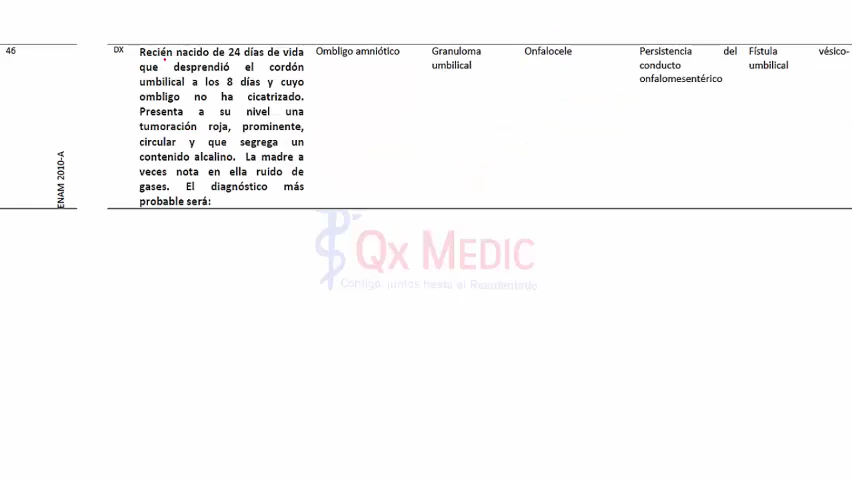 46
ENAM 2010-A
DX
Recién nacido de 24 días de vida
que desprendió el cordón
umbilical a los 8 días y cuyo
ombligo no ha cicatrizado.
Presenta a su nivel una
tumoración roja, prominente,
circular y que segrega un
contenido alcalino. La madre a
veces nota en ella ruido de
gases. El diagnóstico más
probable será:
Ombligo amniótico
Granuloma
umbilical
Onfalocele
Persistencia del
conducto
onfalomesentérico
Fístula vésico-
umbilical
Qx MEDIC
Contigo, juntos hasta el Residentado